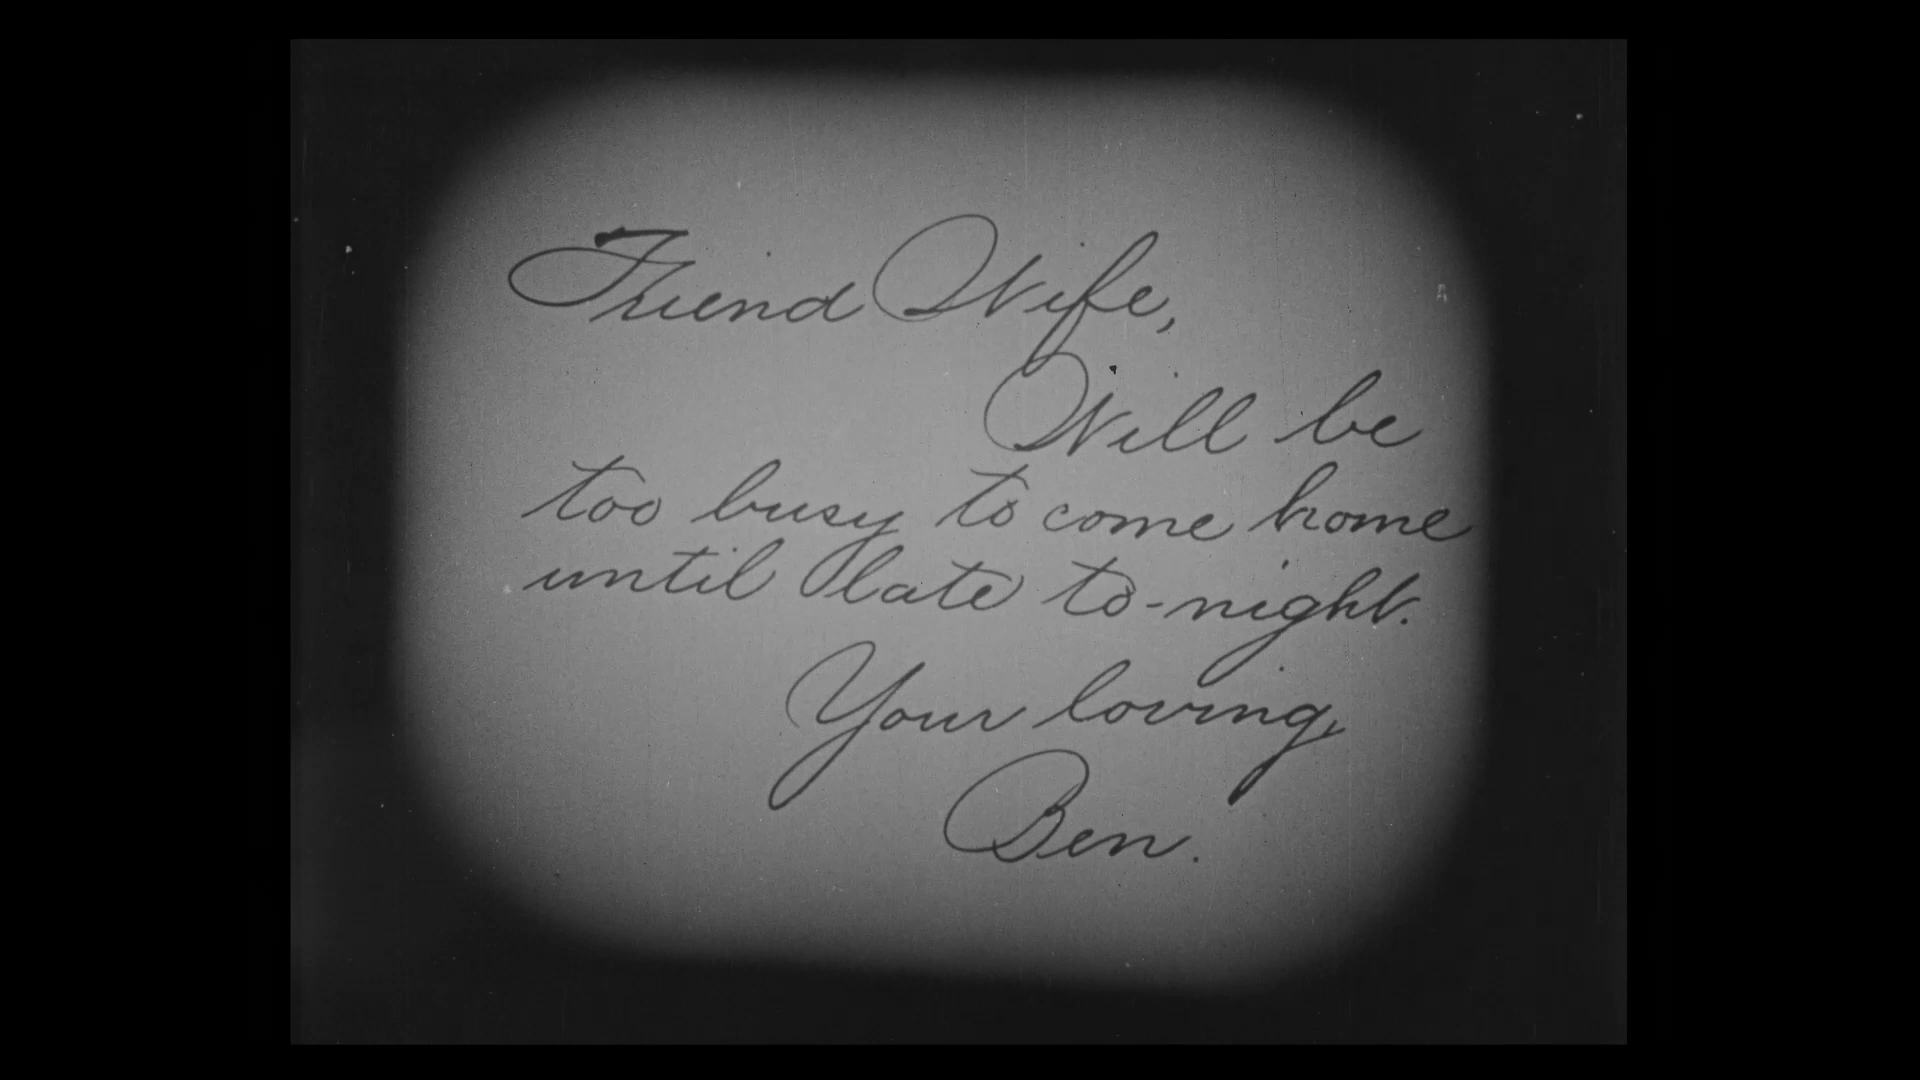 Friend Wife,
Will be
too busy to come home
until late to-night.
Your loving,
Ben.